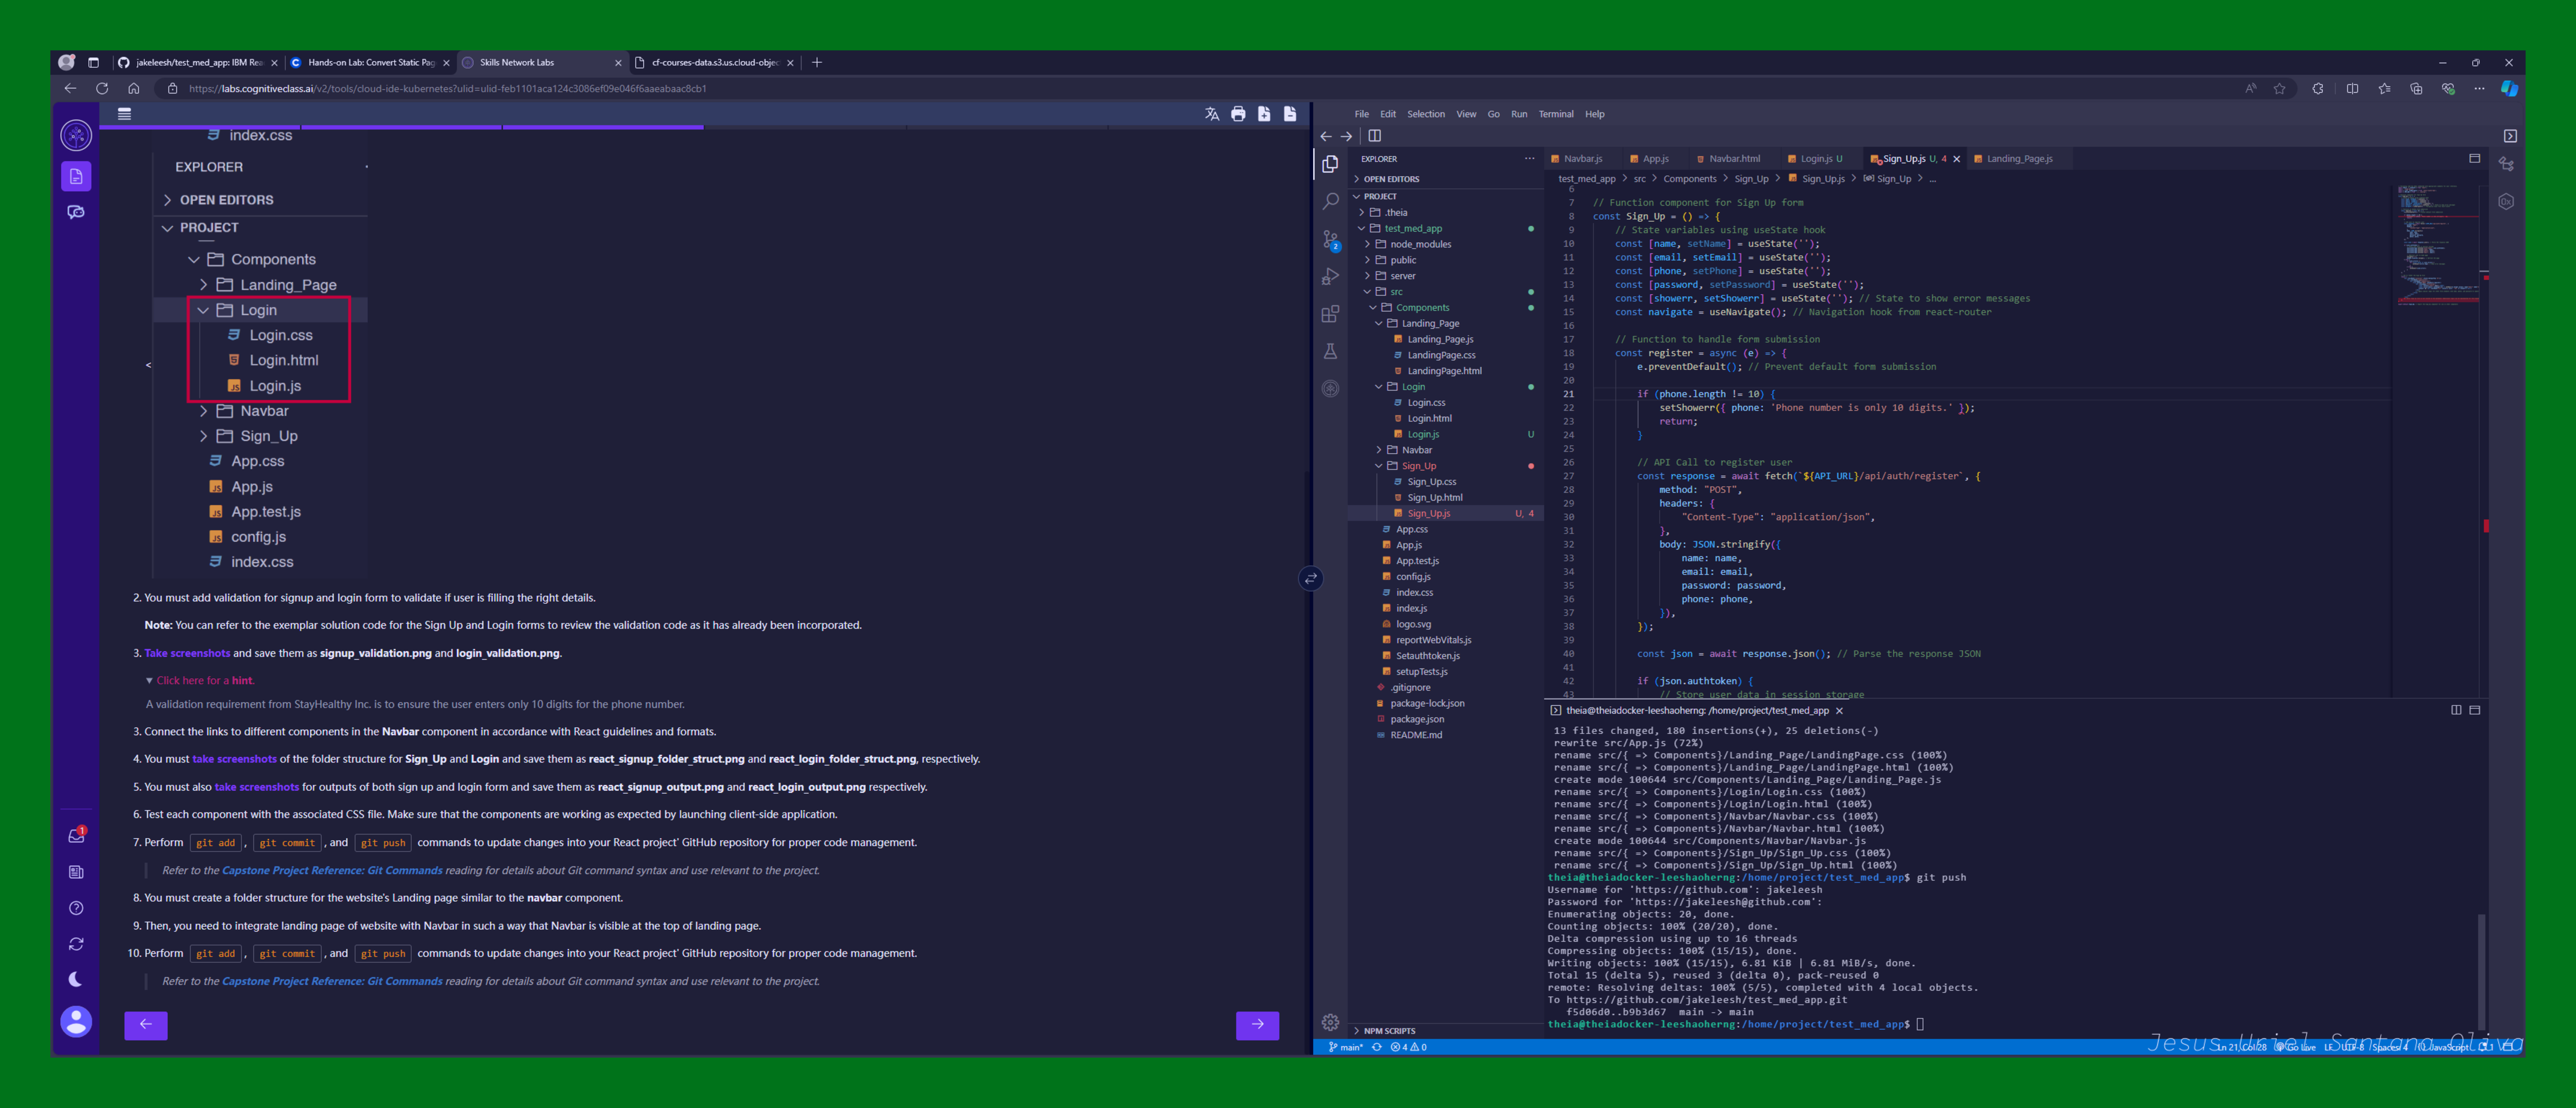 jakeleesh/test_med_app: IBM Rea
Hands-on Lab: Convert Static Pag
Skills Network Labs
cf-courses-data.s3.us.cloud-objec
https://labs.cognitiveclass.ai/v2/tools/cloud-ide-kubernetes?ulid=ulid-feb1101aca124c3086ef09e046f6aaeabaac8cb1
index.css
EXPLORER
OPEN EDITORS
PROJECT
Components
Landing_Page
Login
Login.css
Login.html
Login.js
Navbar
Sign_Up
App.css
App.js
App.test.js
config.js
index.css
2. You must add validation for signup and login form to validate if user is filling the right details.
Note: You can refer to the exemplar solution code for the Sign Up and Login forms to review the validation code as it has already been incorporated.
3. Take screenshots and save them as signup_validation.png and login_validation.png.
Click here for a hint.
A validation requirement from StayHealthy Inc. is to ensure the user enters only 10 digits for the phone number.
3. Connect the links to different components in the Navbar component in accordance with React guidelines and formats.
4. You must take screenshots of the folder structure for Sign_Up and Login and save them as react_signup_folder_struct.png and react_login_folder_struct.png, respectively.
5. You must also take screenshots for outputs of both sign up and login form and save them as react_signup_output.png and react_login_output.png respectively.
6. Test each component with the associated CSS file. Make sure that the components are working as expected by launching client-side application.
7. Perform git add , git commit , and git push commands to update changes into your React project' GitHub repository for proper code management.
Refer to the Capstone Project Reference: Git Commands reading for details about Git command syntax and use relevant to the project.
8. You must create a folder structure for the website's Landing page similar to the navbar component.
9. Then, you need to integrate landing page of website with Navbar in such a way that Navbar is visible at the top of landing page.
10. Perform git add , git commit , and git push commands to update changes into your React project' GitHub repository for proper code management.
Refer to the Capstone Project Reference: Git Commands reading for details about Git command syntax and use relevant to the project.
1
File Edit Selection View Go Run Terminal Help
EXPLORER
OPEN EDITORS
PROJECT
.theia
test_med_app
node_modules
public
server
src
Components
Landing_Page
Landing_Page.js
LandingPage.css
LandingPage.html
Login
Login.css
Login.html
Login.js U
Navbar
Sign_Up
Sign_Up.css
Sign_Up.html
Sign_Up.js U, 4
App.css
App.js
App.test.js
config.js
index.css
index.js
logo.svg
reportWebVitals.js
Setauthtoken.js
setupTests.js
.gitignore
package-lock.json
package.json
README.md
NPM SCRIPTS
2
Navbar.js App.js Navbar.html Login.js U Sign_Up.js U, 4 Landing_Page.js
test_med_app > src > Components > Sign_Up > Sign_Up.js > Sign_Up > ...
6
7 // Function component for Sign Up form
8 const Sign_Up = () => {
9 // State variables using useState hook
10 const [name, setName] = useState('');
11 const [email, setEmail] = useState('');
12 const [phone, setPhone] = useState('');
13 const [password, setPassword] = useState('');
14 const [showerr, setShowerr] = useState(''); // State to show error messages
15 const navigate = useNavigate(); // Navigation hook from react-router
16
17 // Function to handle form submission
18 const register = async (e) => {
19 e.preventDefault(); // Prevent default form submission
20
21 if (phone.length != 10) {
22 setShowerr({ phone: 'Phone number is only 10 digits.' });
23 return;
24 }
25
26 // API Call to register user
27 const response = await fetch(`${API_URL}/api/auth/register`, {
28 method: "POST",
29 headers: {
30 "Content-Type": "application/json",
31 },
32 body: JSON.stringify({
33 name: name,
34 email: email,
35 password: password,
36 phone: phone,
37 }),
38 });
39
40 const json = await response.json(); // Parse the response JSON
41
42 if (json.authtoken) {
43 // Store user data in session storage
theia@theiadocker-leeshaoherng: /home/project/test_med_app
13 files changed, 180 insertions(+), 25 deletions(-)
rewrite src/App.js (72%)
rename src/{ => Components}/Landing_Page/LandingPage.css (100%)
rename src/{ => Components}/Landing_Page/LandingPage.html (100%)
create mode 100644 src/Components/Landing_Page/Landing_Page.js
rename src/{ => Components}/Login/Login.css (100%)
rename src/{ => Components}/Login/Login.html (100%)
rename src/{ => Components}/Navbar/Navbar.css (100%)
rename src/{ => Components}/Navbar/Navbar.html (100%)
create mode 100644 src/Components/Navbar/Navbar.js
rename src/{ => Components}/Sign_Up/Sign_Up.css (100%)
rename src/{ => Components}/Sign_Up/Sign_Up.html (100%)
theia@theiadocker-leeshaoherng:/home/project/test_med_app$ git push
Username for 'https://github.com': jakeleesh
Password for 'https://jakeleesh@github.com':
Enumerating objects: 20, done.
Counting objects: 100% (20/20), done.
Delta compression using up to 16 threads
Compressing objects: 100% (15/15), done.
Writing objects: 100% (15/15), 6.81 KiB | 6.81 MiB/s, done.
Total 15 (delta 5), reused 3 (delta 0), pack-reused 0
remote: Resolving deltas: 100% (5/5), completed with 4 local objects.
To https://github.com/jakeleesh/test_med_app.git
f5d06d0..b9b3d67 main -> main
theia@theiadocker-leeshaoherng:/home/project/test_med_app$
main* 4 0
Ln 21, Col 28 Go Live LF UTF-8 Spaces: 4 JavaScript 1
Jesus Uriel Santana Oliva